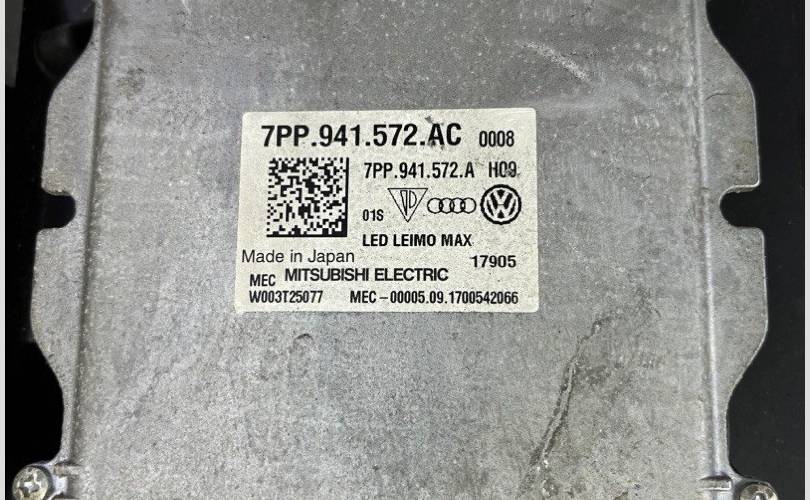 7PP.941.572.AC 0008
7PP.941.572.A H09
01S
LED LEIMO MAX
Made in Japan 17905
MEC MITSUBISHI ELECTRIC
W003T25077 MEC-00005.09.1700542066